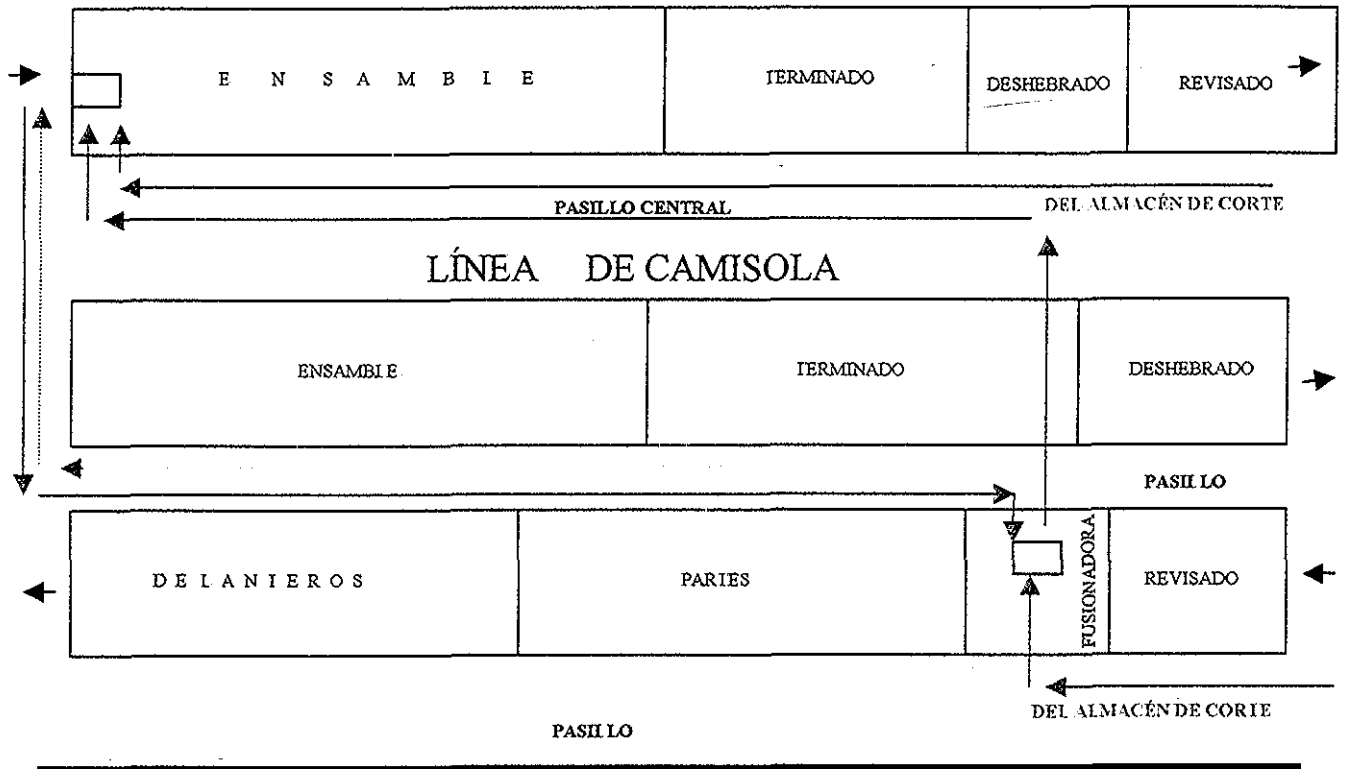 E N S A M B L E
TERMINADO
DESHEBRADO
REVISADO
PASILLO CENTRAL
DEL ALMACÉN DE CORTE
LÍNEA DE CAMISOLA
ENSAMBLE
TERMINADO
DESHEBRADO
PASILLO
D E L A N T E R O S
PARTES
FUSIONADORA
REVISADO
DEL ALMACÉN DE CORTE
PASILLO